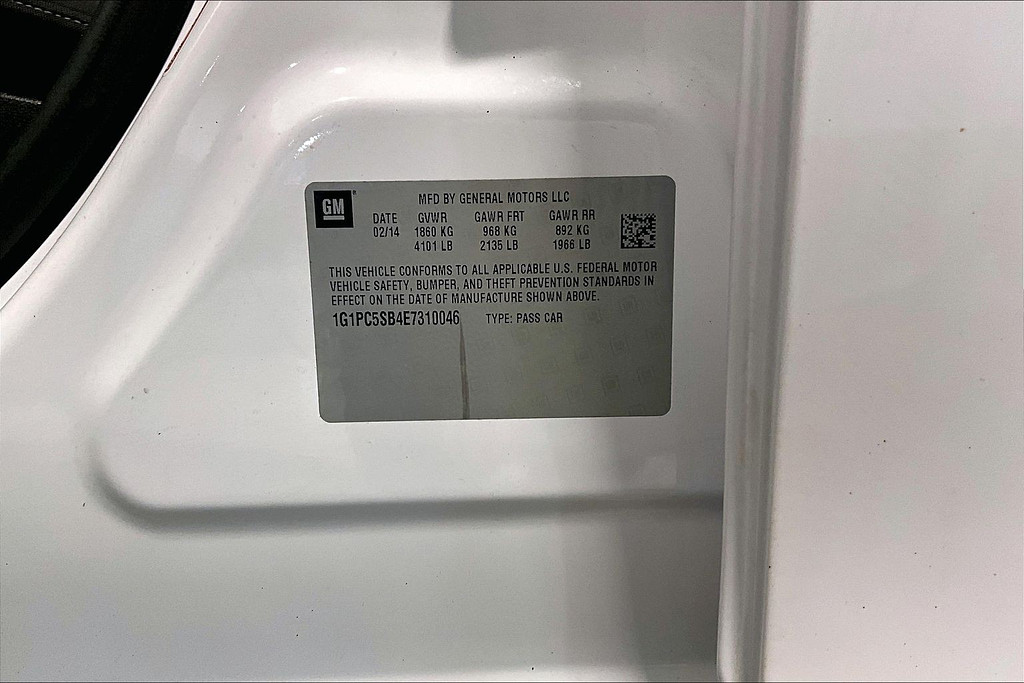 GM
MFD BY GENERAL MOTORS LLC
DATE GVWR GAWR FRT GAWR RR
02/14 1860 KG 968 KG 892 KG
4101 LB 2135 LB 1966 LB
THIS VEHICLE CONFORMS TO ALL APPLICABLE U.S. FEDERAL MOTOR
VEHICLE SAFETY, BUMPER, AND THEFT PREVENTION STANDARDS IN
EFFECT ON THE DATE OF MANUFACTURE SHOWN ABOVE.
1G1PC5SB4E7310046 TYPE: PASS CAR